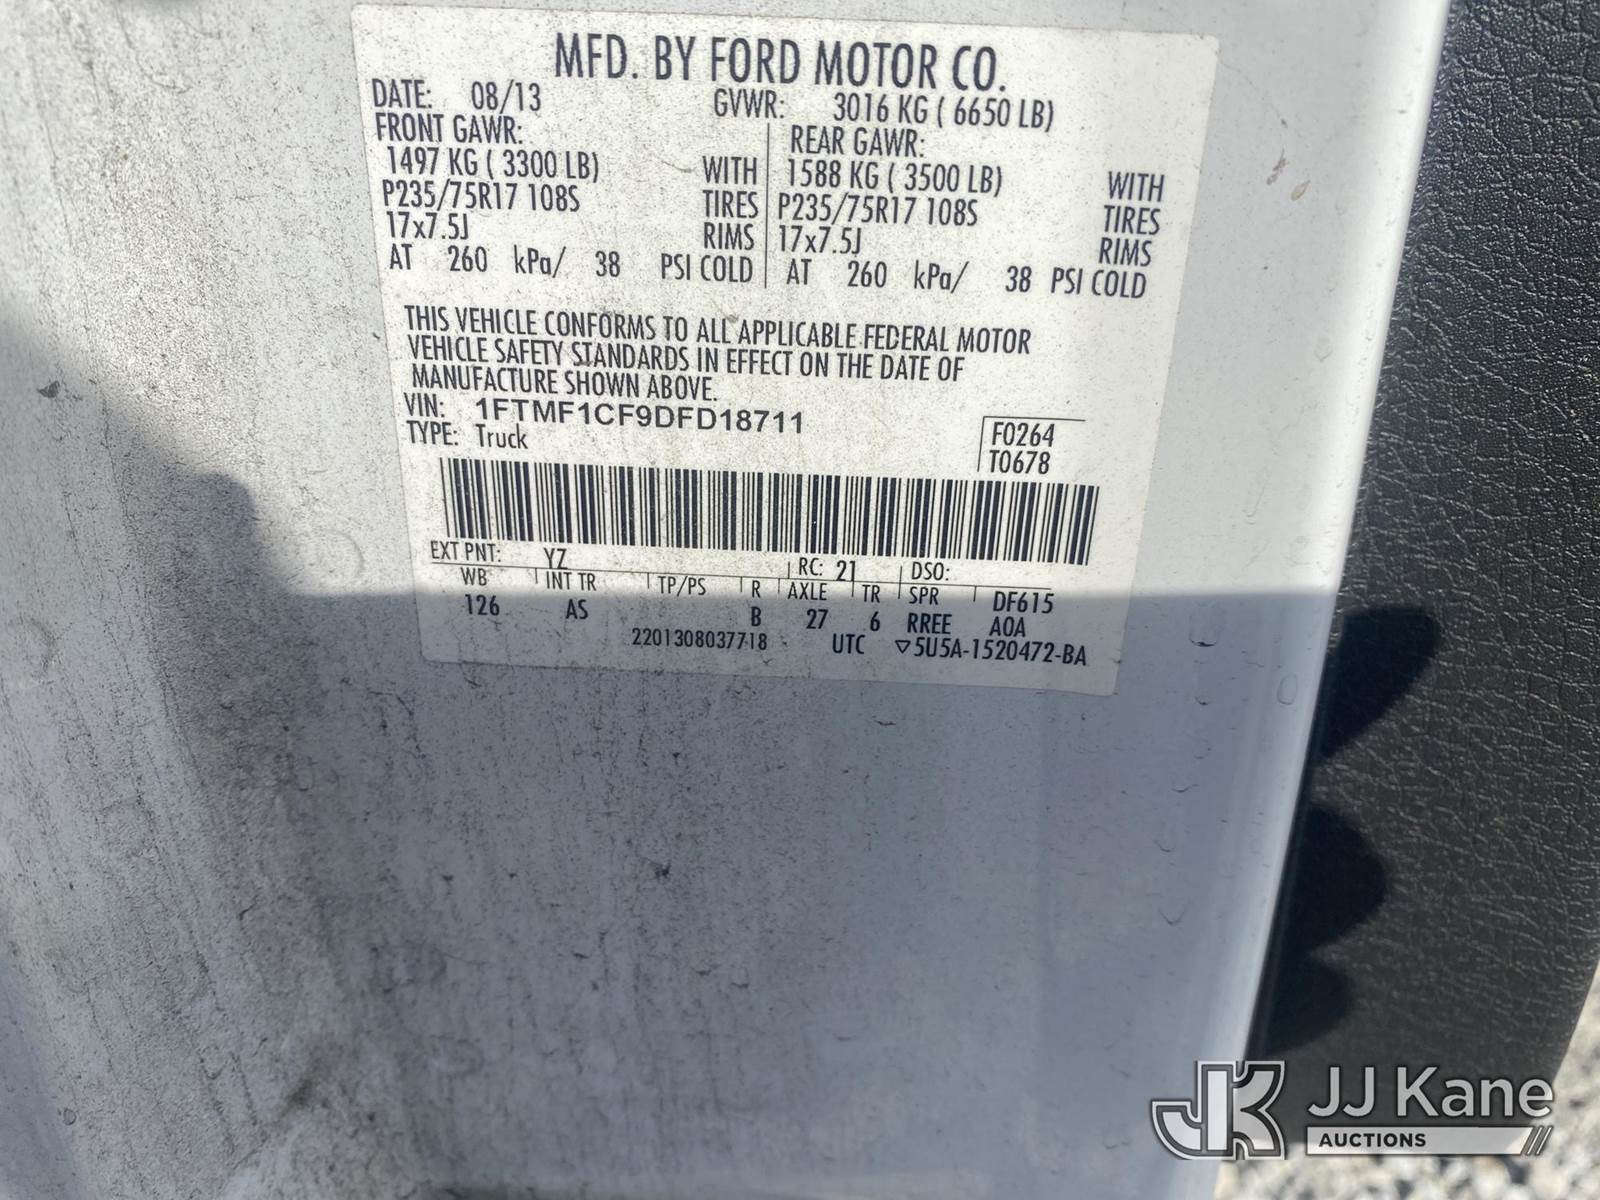 MFD. BY FORD MOTOR CO.
DATE: 08/13 GVWR: 3016 KG ( 6650 LB)
FRONT GAWR: REAR GAWR:
1497 KG ( 3300 LB) WITH 1588 KG ( 3500 LB) WITH
P235/75R17 108S TIRES P235/75R17 108S TIRES
17x7.5J RIMS 17x7.5J RIMS
AT 260 kPa/ 38 PSI COLD AT 260 kPa/ 38 PSI COLD
THIS VEHICLE CONFORMS TO ALL APPLICABLE FEDERAL MOTOR
VEHICLE SAFETY STANDARDS IN EFFECT ON THE DATE OF
MANUFACTURE SHOWN ABOVE.
VIN: 1FTMF1CF9DFD18711
TYPE: Truck
F0264
T0678
EXT PNT: YZ RC: 21 DSO:
WB INT TR TP/PS R AXLE TR SPR DF615
126 AS B 27 6 RREE A0A
2201308037718 UTC ▽5U5A-1520472-BA
JK JJ Kane
AUCTIONS